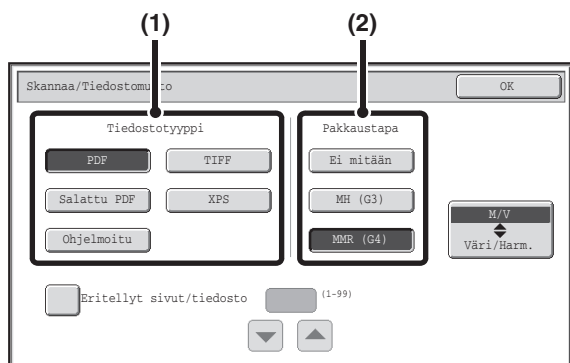 (1) (2)
Skannaa/Tiedostomuoto OK
Tiedostotyyppi Pakkaustapa
PDF TIFF Ei mitään
Salattu PDF XPS MH (G3)
M/V
Ohjelmoitu MMR (G4) Väri/Harm.
Eritellyt sivut/tiedosto (1-99)